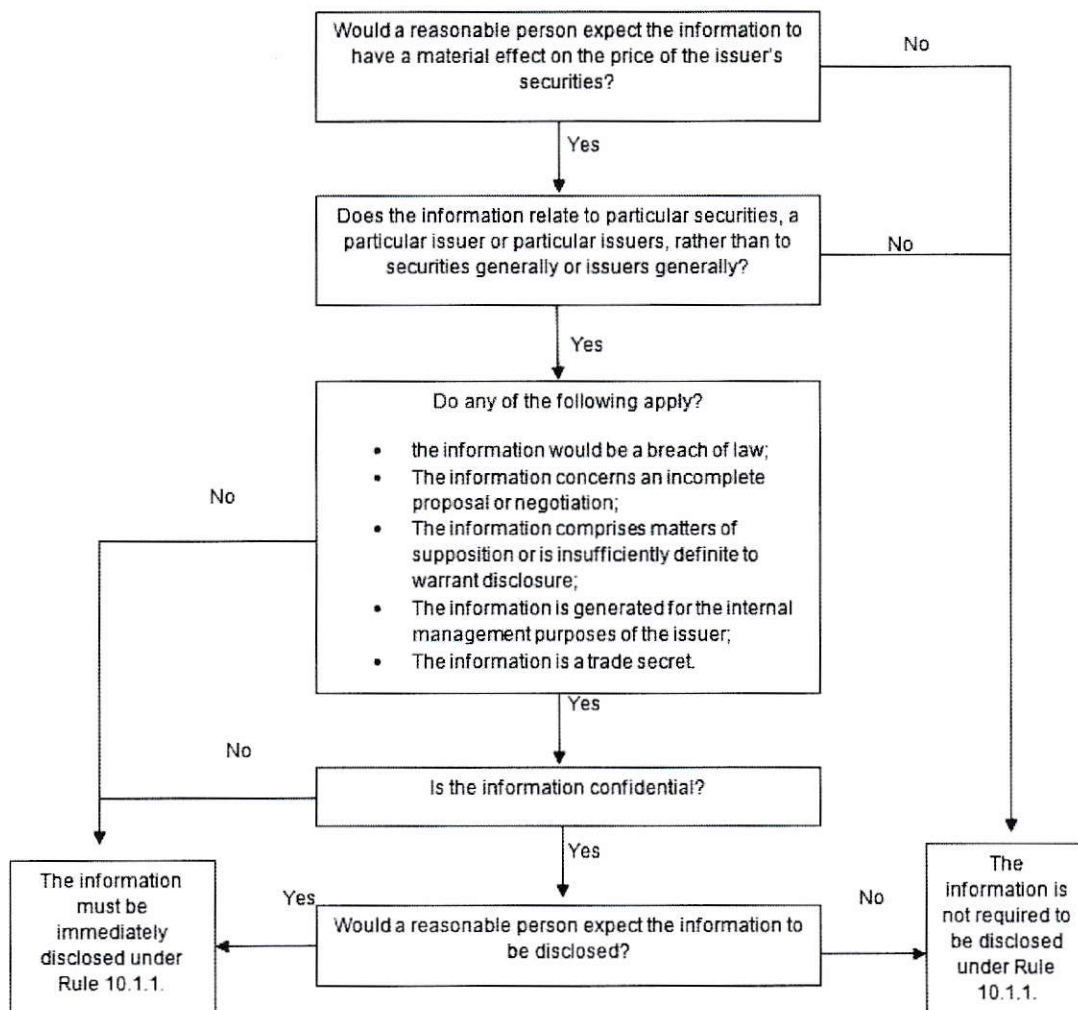 Would a reasonable person expect the information to
have a material effect on the price of the issuer's
securities?
No
Yes
Does the information relate to particular securities, a
particular issuer or particular issuers, rather than to
securities generally or issuers generally?
No
Yes
Do any of the following apply?
• the information would be a breach of law;
• The information concerns an incomplete
proposal or negotiation;
• The information comprises matters of
supposition or is insufficiently definite to
warrant disclosure;
• The information is generated for the internal
management purposes of the issuer;
• The information is a trade secret.
No
Yes
Is the information confidential?
No
Yes
Would a reasonable person expect the information to
be disclosed?
Yes
No
The information
must be
immediately
disclosed under
Rule 10.1.1.
The
information is
not required to
be disclosed
under Rule
10.1.1.